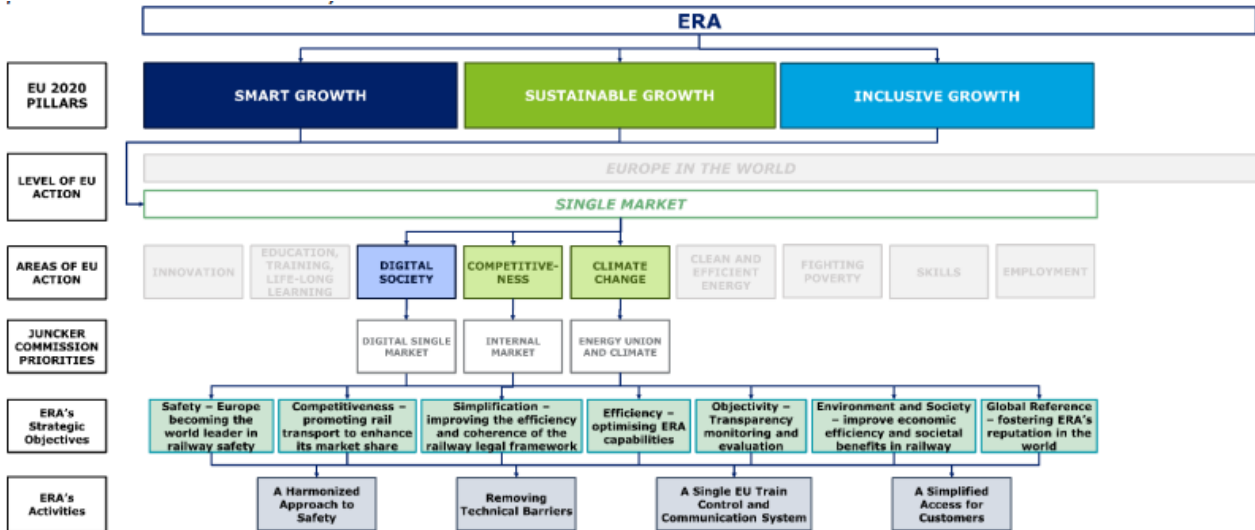 ERA
EU 2020
PILLARS
SMART GROWTH
SUSTAINABLE GROWTH
INCLUSIVE GROWTH
LEVEL OF EU
ACTION
EUROPE IN THE WORLD
SINGLE MARKET
AREAS OF EU
ACTION
INNOVATION
EDUCATION,
TRAINING,
LIFE-LONG
LEARNING
DIGITAL
SOCIETY
COMPETITIVE-
NESS
CLIMATE
CHANGE
CLEAN AND
EFFICIENT
ENERGY
FIGHTING
POVERTY
SKILLS
EMPLOYMENT
JUNCKER
COMMISSION
PRIORITIES
DIGITAL SINGLE
MARKET
INTERNAL
MARKET
ENERGY UNION
AND CLIMATE
ERA's
Strategic
Objectives
Safety – Europe
becoming the
world leader in
railway safety
Competitiveness –
promoting rail
transport to enhance
its market share
Simplification –
improving the efficiency
and coherence of the
railway legal framework
Efficiency –
optimising ERA
capabilities
Objectivity –
Transparency
monitoring and
evaluation
Environment and Society
– improve economic
efficiency and societal
benefits in railway
Global Reference
– fostering ERA's
reputation in the
world
ERA's
Activities
A Harmonized
Approach to
Safety
Removing
Technical Barriers
A Single EU Train
Control and
Communication System
A Simplified
Access for
Customers